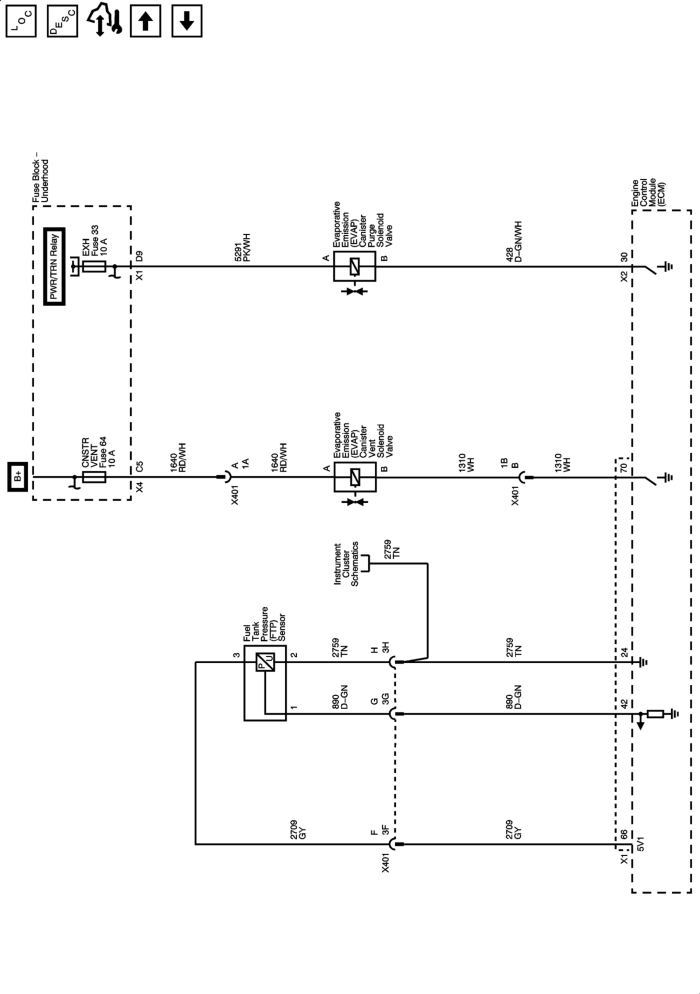 LOC
DESC
Fuse Block –
Underhood
PWR/TRN Relay
EXH
Fuse 33
10 A
X1
D9
5291
PK/WH
A
Evaporative
Emission
(EVAP)
Canister
Purge
Solenoid
Valve
B
428
D–GN/WH
X2
30
Engine
Control
Module
(ECM)
B+
CNSTR
VENT
Fuse 64
10 A
X4
C5
1640
RD/WH
A
1A
X401
1640
RD/WH
A
Evaporative
Emission
(EVAP)
Canister
Vent
Solenoid
Valve
B
1310
WH
1B
B
X401
1310
WH
70
Instrument
Cluster
Schematics
2759
TN
Fuel
Tank
Pressure
(FTP)
Sensor
3
P
U
2
1
2759
TN
H
3H
2759
TN
24
890
D–GN
G
3G
890
D–GN
42
2709
GY
F
3F
X401
2709
GY
66
X1
5V1